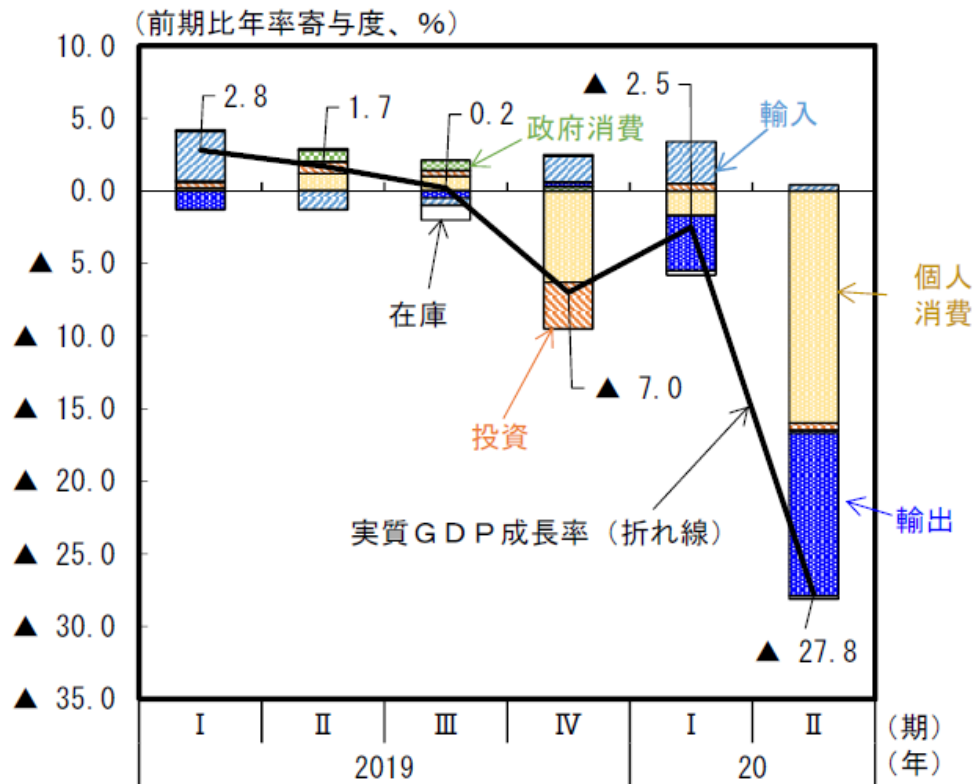 (前期比年率寄与度、%)
10.0
5.0
0.0
▲ 5.0
▲ 10.0
▲ 15.0
▲ 20.0
▲ 25.0
▲ 30.0
▲ 35.0
2.8
1.7
0.2
▲ 2.5
政府消費
輸入
在庫
個人
消費
▲ 7.0
投資
輸出
実質GDP成長率(折れ線)
▲ 27.8
Ⅰ Ⅱ Ⅲ Ⅳ Ⅰ Ⅱ (期)
2019 20 (年)